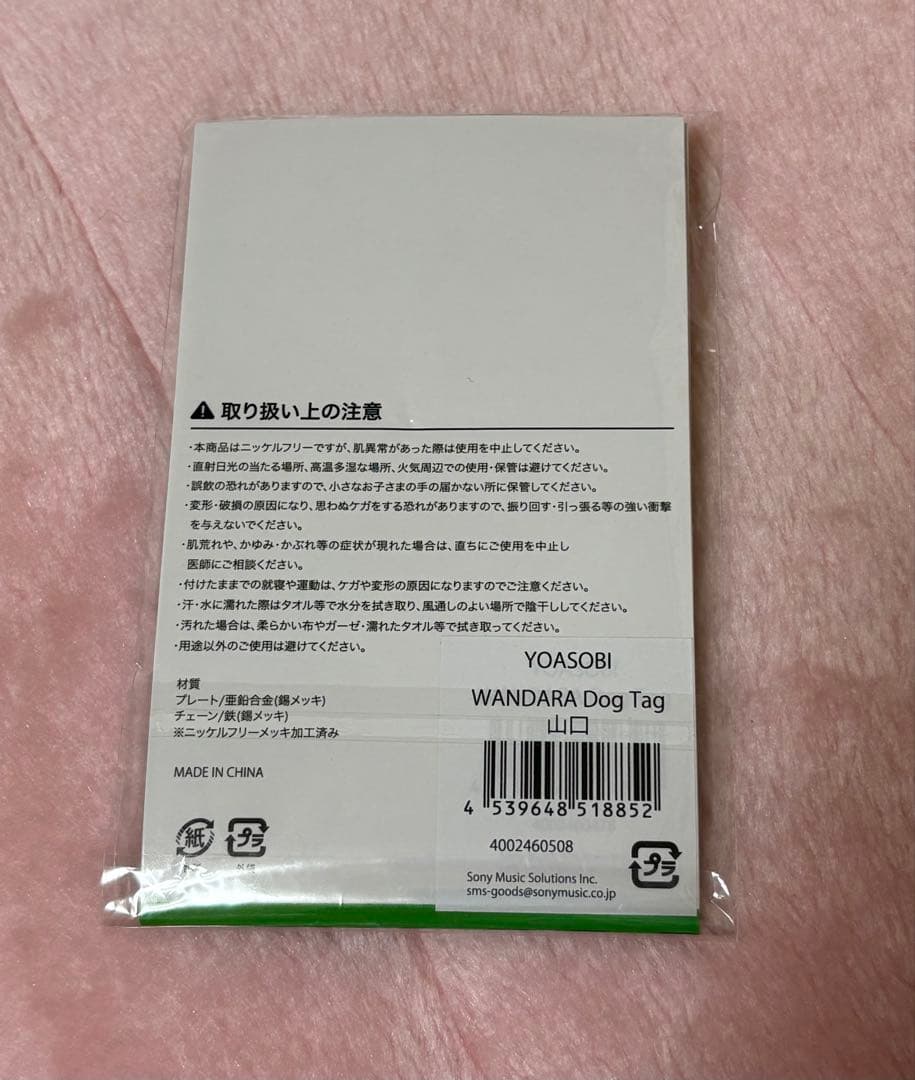 取り扱い上の注意
・本商品はニッケルフリーですが、肌異常があった際は使用を中止してください。
・直射日光の当たる場所、高温多湿な場所、火気周辺での使用・保管は避けてください。
・誤飲の恐れがありますので、小さなお子さまの手の届かない所に保管してください。
・変形・破損の原因になり、思わぬケガをする恐れがありますので、振り回す・引っ張る等の強い衝撃
を与えないでください。
・肌荒れや、かゆみ・かぶれ等の症状が現れた場合は、直ちにご使用を中止し
医師にご相談ください。
・付けたままでの就寝や運動は、ケガや変形の原因になりますのでご注意ください。
・汗・水に濡れた際はタオル等で水分を拭き取り、風通しのよい場所で陰干ししてください。
・汚れた場合は、柔らかい布やガーゼ・濡れたタオル等で拭き取ってください。
・用途以外のご使用は避けてください。
材質
プレート/亜鉛合金(錫メッキ)
チェーン/鉄(錫メッキ)
※ニッケルフリーメッキ加工済み
MADE IN CHINA
紙 プラ
外袋
YOASOBI
WANDARA Dog Tag
山口
4 539648 518852
4002460508
プラ
Sony Music Solutions Inc.
sms-goods@sonymusic.co.jp